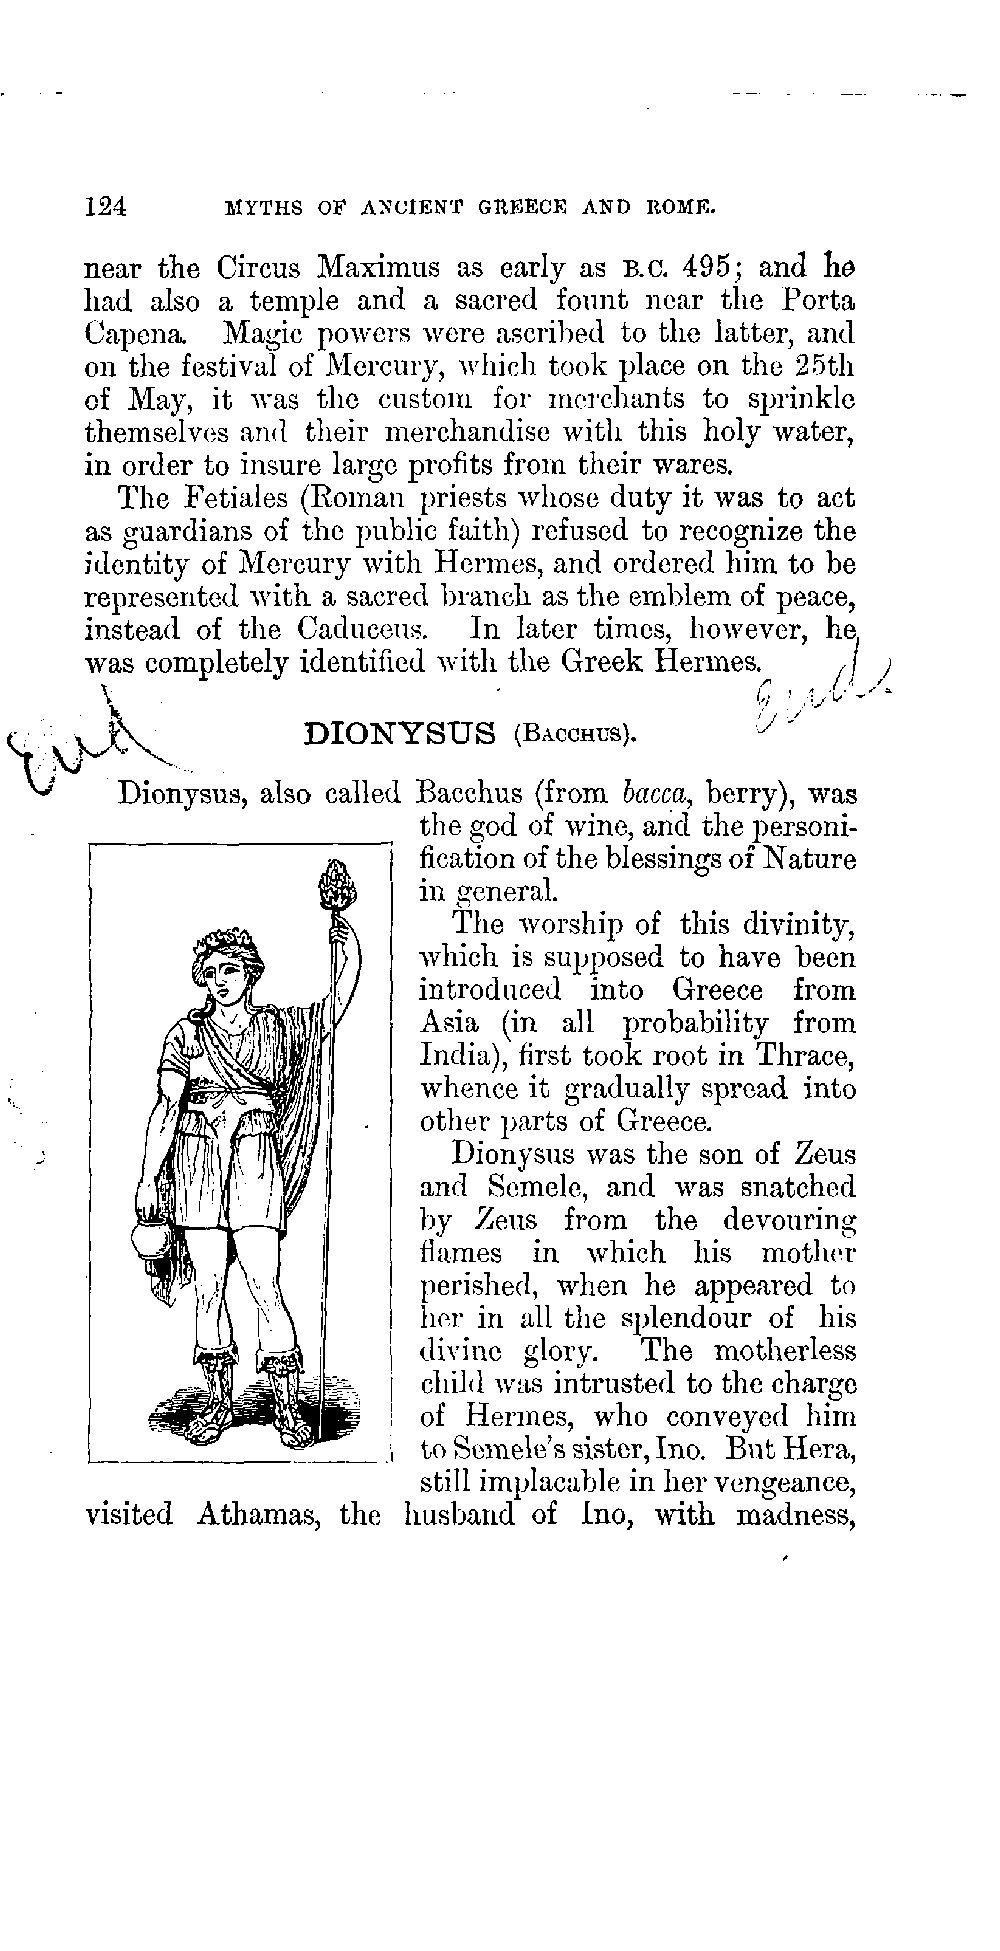 124 MYTHS OF ANCIENT GREECE AND ROME.
near the Circus Maximus as early as B.C. 495; and he
had also a temple and a sacred fount near the Porta
Capena. Magic powers were ascribed to the latter, and
on the festival of Mercury, which took place on the 25th
of May, it was the custom for merchants to sprinkle
themselves and their merchandise with this holy water,
in order to insure large profits from their wares.
The Fetiales (Roman priests whose duty it was to act
as guardians of the public faith) refused to recognize the
identity of Mercury with Hermes, and ordered him to be
represented with a sacred branch as the emblem of peace,
instead of the Caduceus. In later times, however, he
was completely identified with the Greek Hermes.
End.
End
DIONYSUS (BACCHUS).
Dionysus, also called Bacchus (from bacca, berry), was
the god of wine, and the personi-
fication of the blessings of Nature
in general.
The worship of this divinity,
which is supposed to have been
introduced into Greece from
Asia (in all probability from
India), first took root in Thrace,
whence it gradually spread into
other parts of Greece.
Dionysus was the son of Zeus
and Semele, and was snatched
by Zeus from the devouring
flames in which his mother
perished, when he appeared to
her in all the splendour of his
divine glory. The motherless
child was intrusted to the charge
of Hermes, who conveyed him
to Semele's sister, Ino. But Hera,
still implacable in her vengeance,
visited Athamas, the husband of Ino, with madness,